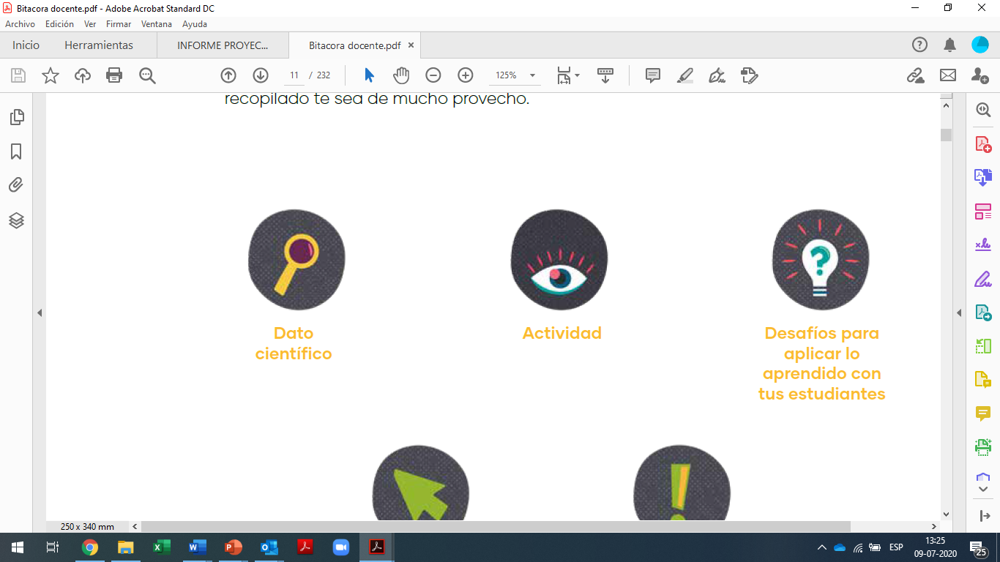 Bitacora docente.pdf - Adobe Acrobat Standard DC
Archivo Edición Ver Firmar Ventana Ayuda
Inicio Herramientas INFORME PROYEC... Bitacora docente.pdf ×
11 / 232 125%
recopilado te sea de mucho provecho.
Dato
científico
Actividad
Desafíos para
aplicar lo
aprendido con
tus estudiantes
250 x 340 mm
ESP
13:25
09-07-2020
25